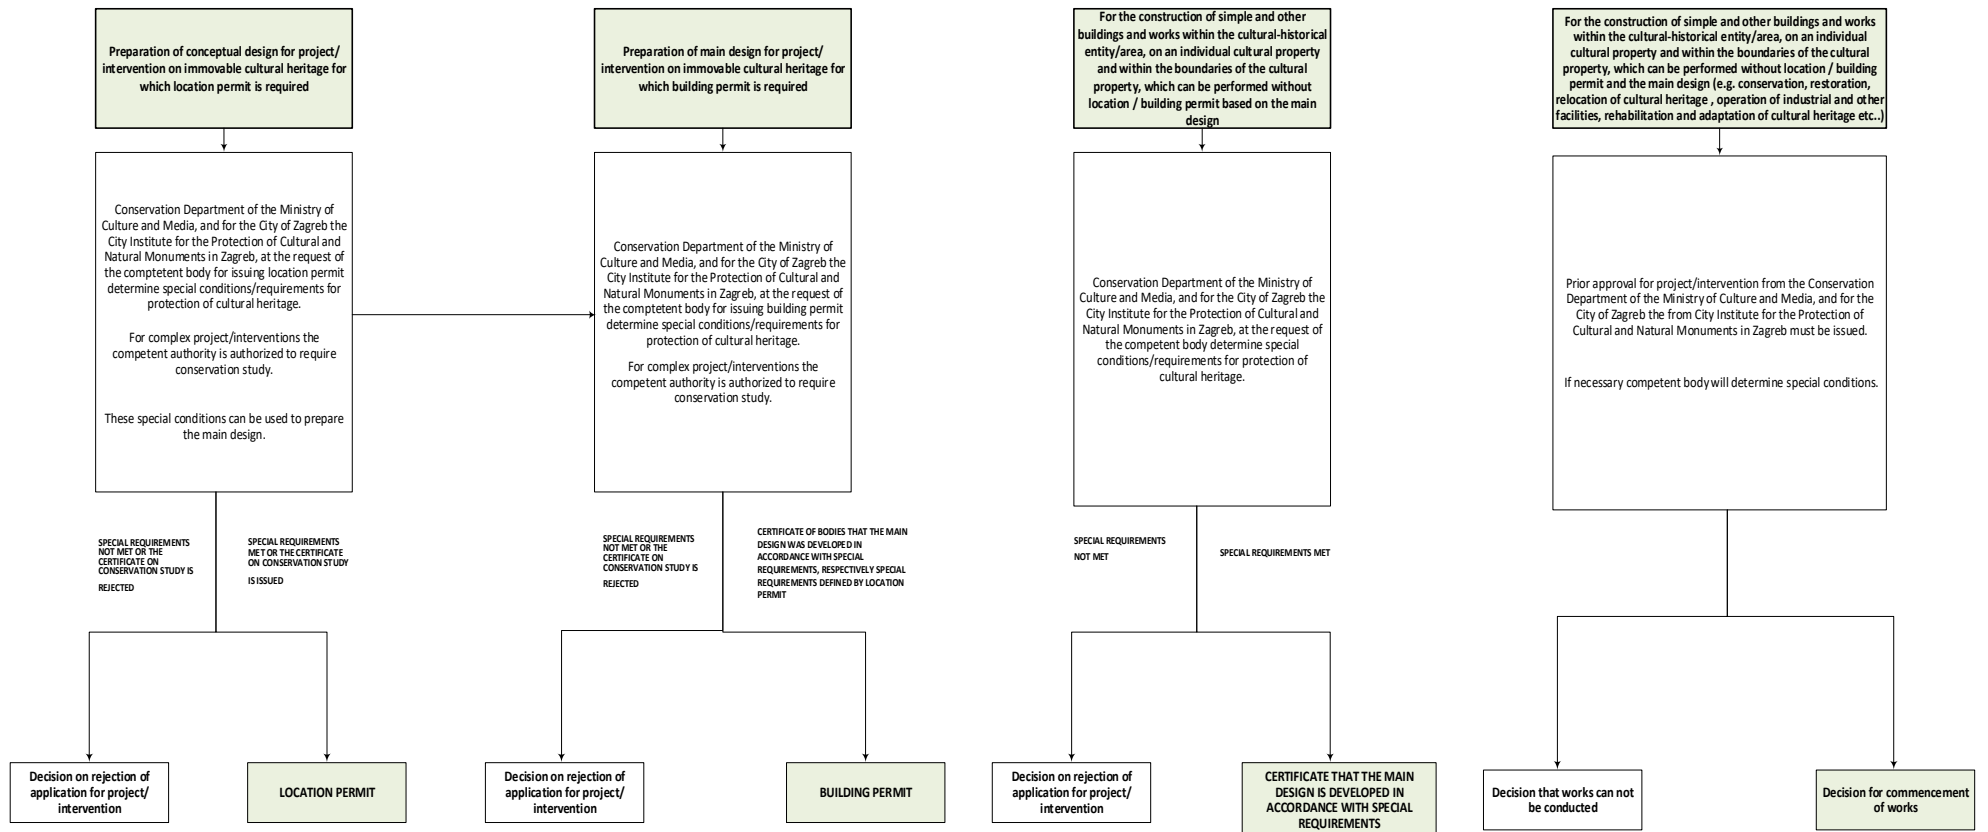 Preparation of conceptual design for project/
intervention on immovable cultural heritage for
which location permit is required
Conservation Department of the Ministry of
Culture and Media, and for the City of Zagreb the
City Institute for the Protection of Cultural and
Natural Monuments in Zagreb, at the request of
the comptetent body for issuing location permit
determine special conditions/requirements for
protection of cultural heritage.
For complex project/interventions the
competent authority is authorized to require
conservation study.
These special conditions can be used to prepare
the main design.
SPECIAL REQUIREMENTS
NOT MET OR THE
CERTIFICATE ON
CONSERVATION STUDY IS
REJECTED
SPECIAL REQUIREMENTS
MET OR THE CERTIFICATE
ON CONSERVATION STUDY
IS ISSUED
Decision on rejection of
application for project/
intervention
LOCATION PERMIT
Preparation of main design for project/
intervention on immovable cultural heritage for
which building permit is required
Conservation Department of the Ministry of
Culture and Media, and for the City of Zagreb the
City Institute for the Protection of Cultural and
Natural Monuments in Zagreb, at the request of
the comptetent body for issuing building permit
determine special conditions/requirements for
protection of cultural heritage.
For complex project/interventions the
competent authority is authorized to require
conservation study.
SPECIAL REQUIREMENTS
NOT MET OR THE
CERTIFICATE ON
CONSERVATION STUDY IS
REJECTED
CERTIFICATE OF BODIES THAT THE MAIN
DESIGN WAS DEVELOPED IN
ACCORDANCE WITH SPECIAL
REQUIREMENTS, RESPECTIVELY SPECIAL
REQUIREMENTS DEFINED BY LOCATION
PERMIT
Decision on rejection of
application for project/
intervention
BUILDING PERMIT
For the construction of simple and other
buildings and works within the cultural-historical
entity/area, on an individual cultural property
and within the boundaries of the cultural
property, which can be performed without
location / building permit based on the main
design
Conservation Department of the Ministry of
Culture and Media, and for the City of Zagreb the
City Institute for the Protection of Cultural and
Natural Monuments in Zagreb, at the request of
the competent body determine special
conditions/requirements for protection of
cultural heritage.
SPECIAL REQUIREMENTS
NOT MET
SPECIAL REQUIREMENTS MET
Decision on rejection of
application for project/
intervention
CERTIFICATE THAT THE MAIN
DESIGN IS DEVELOPED IN
ACCORDANCE WITH SPECIAL
REQUIREMENTS
For the construction of simple and other buildings and works
within the cultural-historical entity/area, on an individual
cultural property and within the boundaries of the cultural
property, which can be performed without location / building
permit and the main design (e.g. conservation, restoration,
relocation of cultural heritage , operation of industrial and other
facilities, rehabilitation and adaptation of cultural heritage etc..)
Prior approval for project/intervention from the Conservation
Department of the Ministry of Culture and Media, and for the
City of Zagreb the from City Institute for the Protection of
Cultural and Natural Monuments in Zagreb must be issued.
If necessary competent body will determine special conditions.
Decision that works can not
be conducted
Decision for commencement
of works